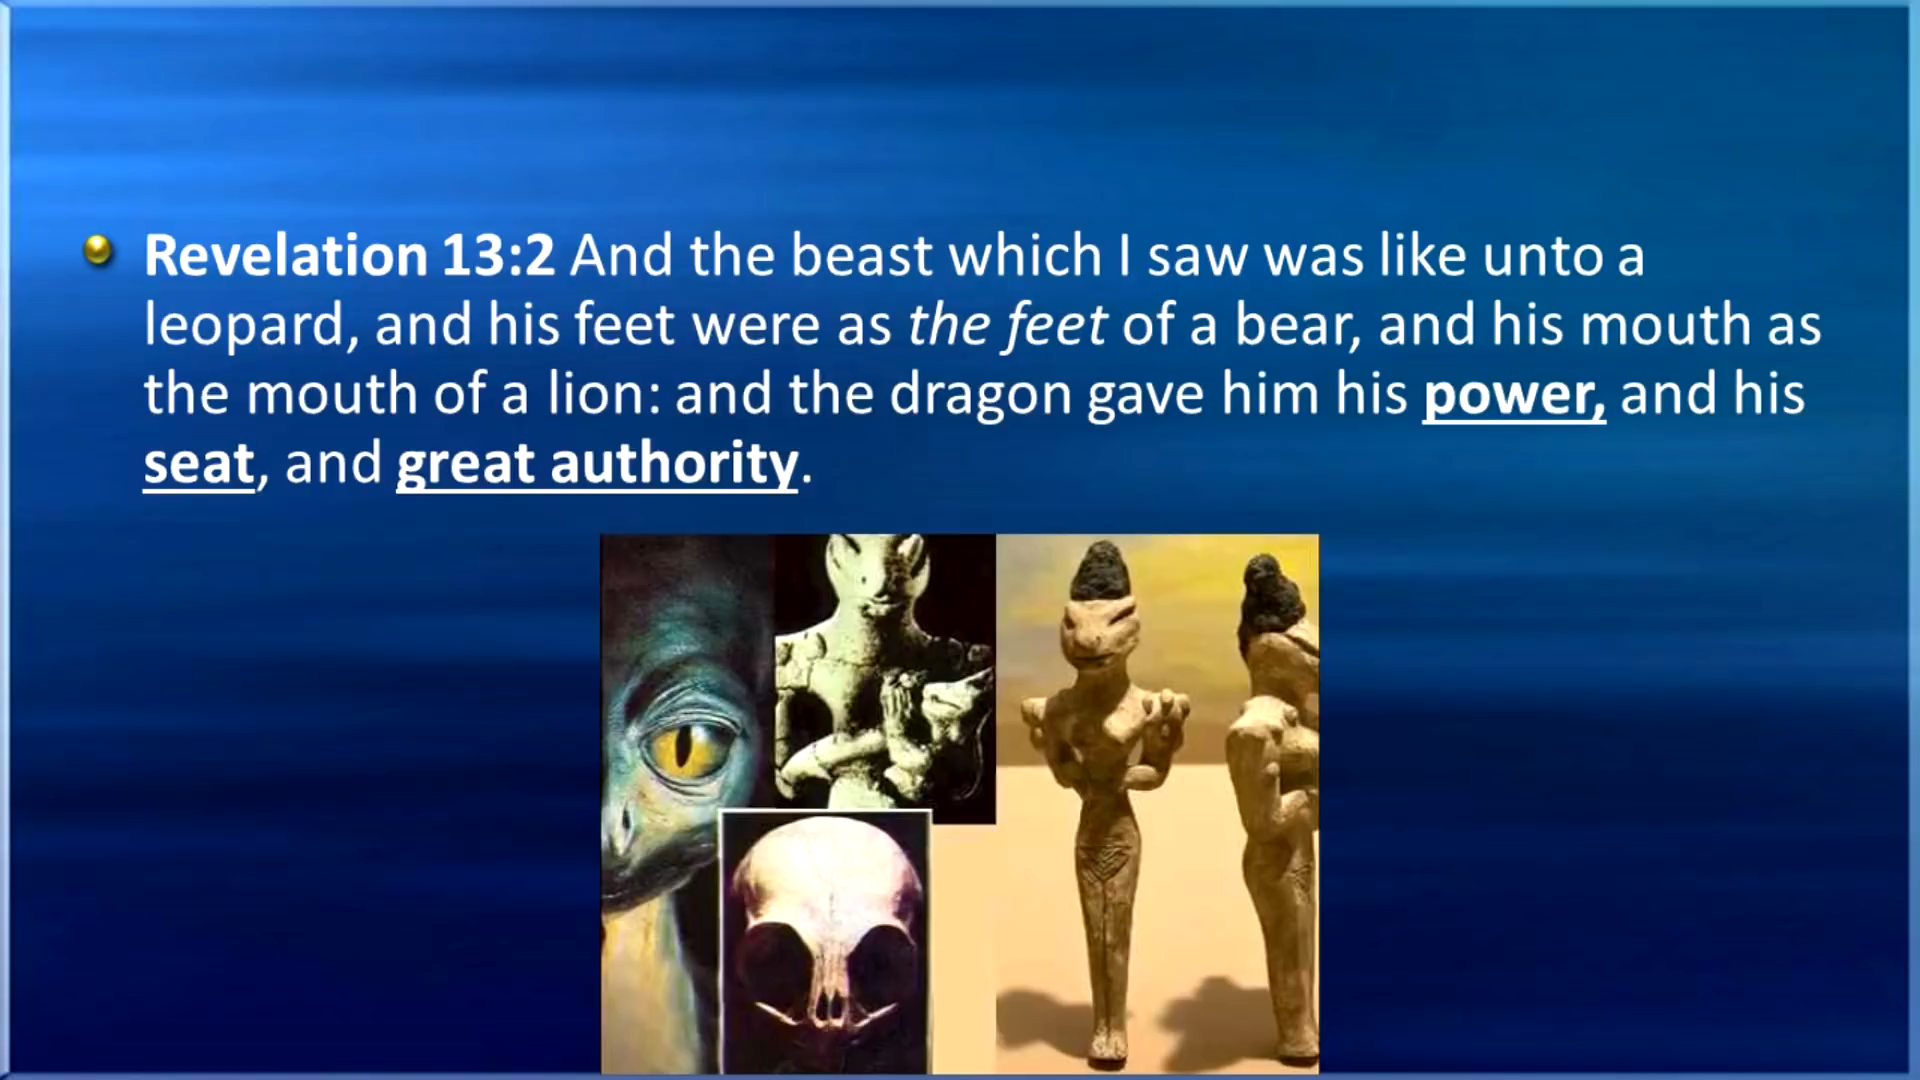 Revelation 13:2 And the beast which I saw was like unto a
leopard, and his feet were as the feet of a bear, and his mouth as
the mouth of a lion: and the dragon gave him his power, and his
seat, and great authority.